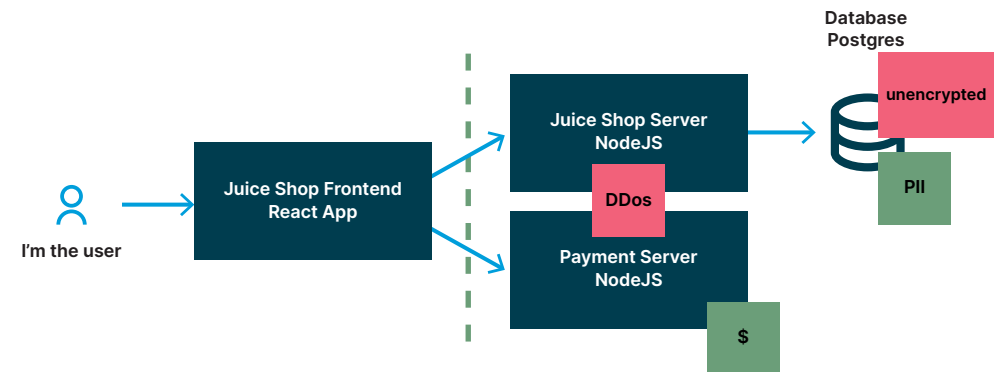 Database
Postgres
unencrypted
Juice Shop Server
NodeJS
PII
Juice Shop Frontend
React App
DDos
I’m the user
Payment Server
NodeJS
$